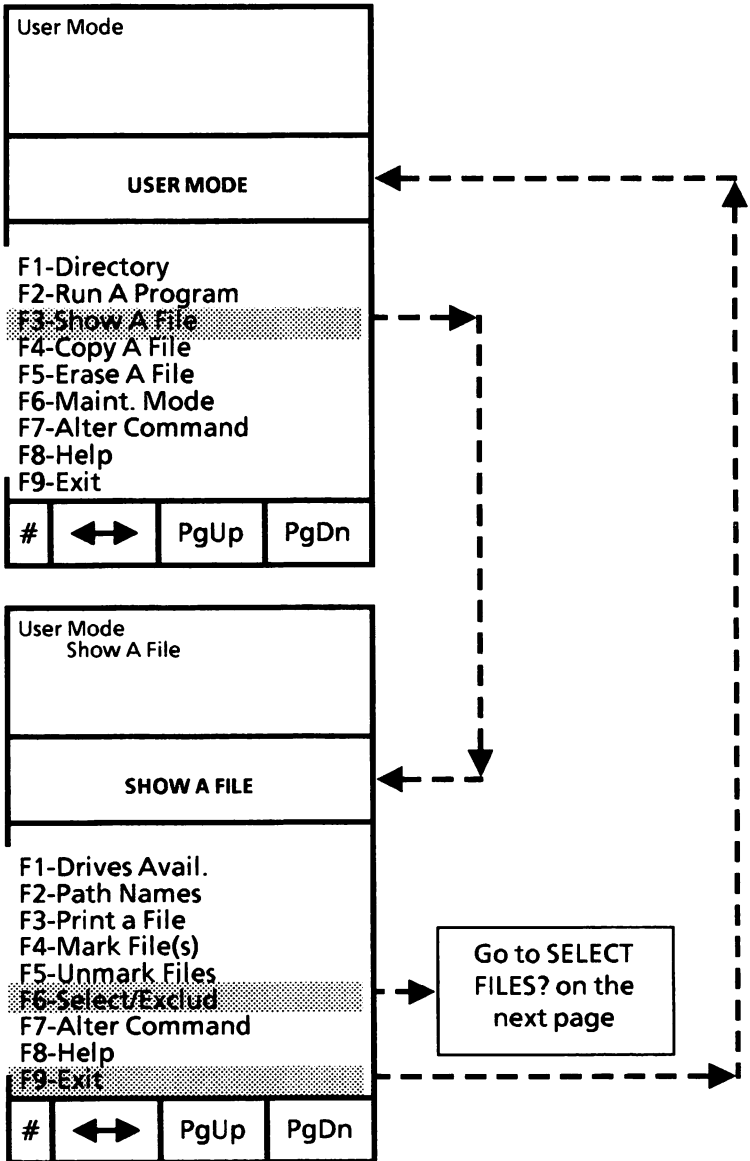 User Mode
USER MODE
F1-Directory
F2-Run A Program
F3-Show A File
F4-Copy A File
F5-Erase A File
F6-Maint. Mode
F7-Alter Command
F8-Help
F9-Exit
# PgUp PgDn
User Mode
Show A File
SHOW A FILE
F1-Drives Avail.
F2-Path Names
F3-Print a File
F4-Mark File(s)
F5-Unmark Files
F6-Select/Exclud
F7-Alter Command
F8-Help
F9-Exit
Go to SELECT
FILES? on the
next page
# PgUp PgDn